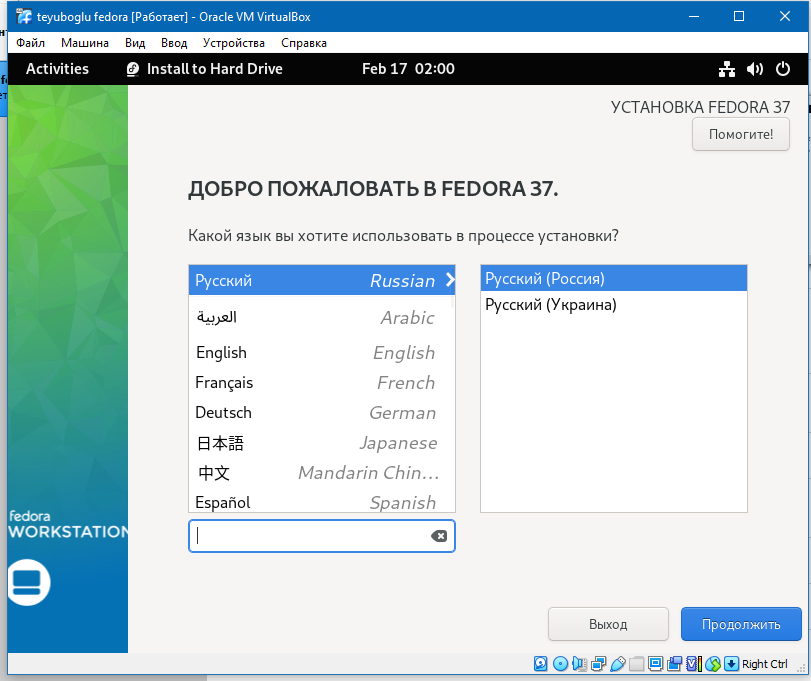 teyuboglu fedora [Работает] - Oracle VM VirtualBox
Файл Машина Вид Ввод Устройства Справка
Activities Install to Hard Drive Feb 17 02:00
УСТАНОВКА FEDORA 37
Помогите!
ДОБРО ПОЖАЛОВАТЬ В FEDORA 37.
Какой язык вы хотите использовать в процессе установки?
Русский Russian
العربية Arabic
English English
Français French
Deutsch German
日本語 Japanese
中文 Mandarin Chin...
Español Spanish
Русский (Россия)
Русский (Украина)
fedora
WORKSTATION
Выход Продолжить
Right Ctrl